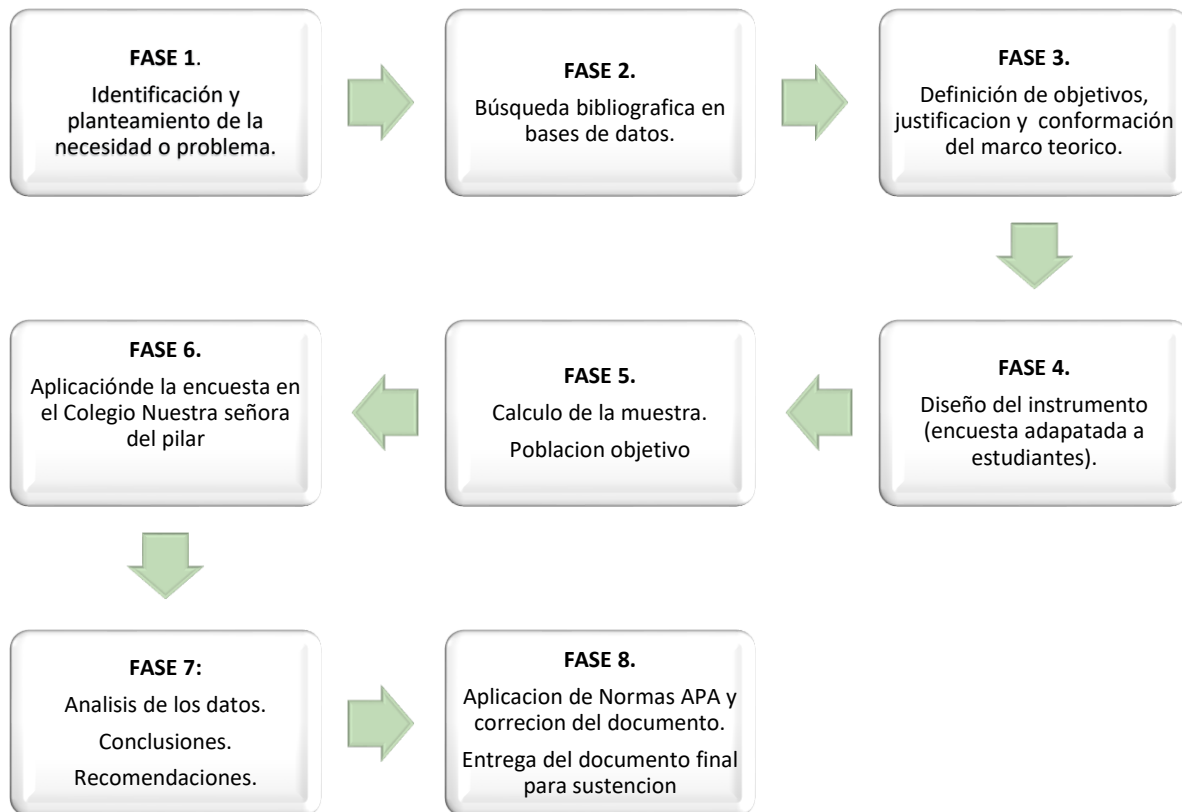 FASE 1.
Identificación y
planteamiento de la
necesidad o problema.
FASE 2.
Búsqueda bibliografica en
bases de datos.
FASE 3.
Definición de objetivos,
justificacion y conformación
del marco teorico.
FASE 4.
Diseño del instrumento
(encuesta adapatada a
estudiantes).
FASE 5.
Calculo de la muestra.
Poblacion objetivo
FASE 6.
Aplicaciónde la encuesta en
el Colegio Nuestra señora
del pilar
FASE 7:
Analisis de los datos.
Conclusiones.
Recomendaciones.
FASE 8.
Aplicacion de Normas APA y
correcion del documento.
Entrega del documento final
para sustencion